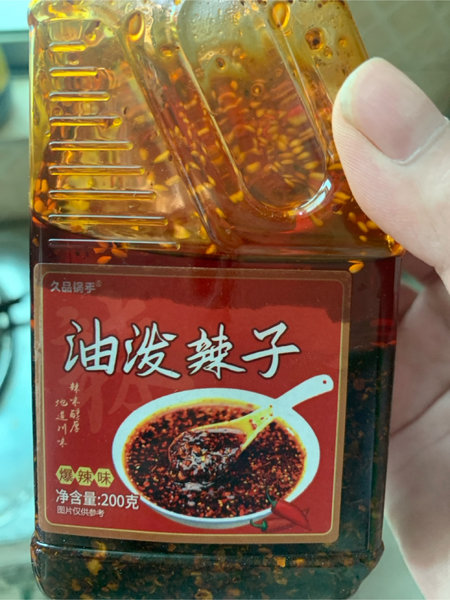 久品锅手®
油泼辣子
辣味醇厚
地道川味
爆辣味
净含量:200克
图片仅供参考